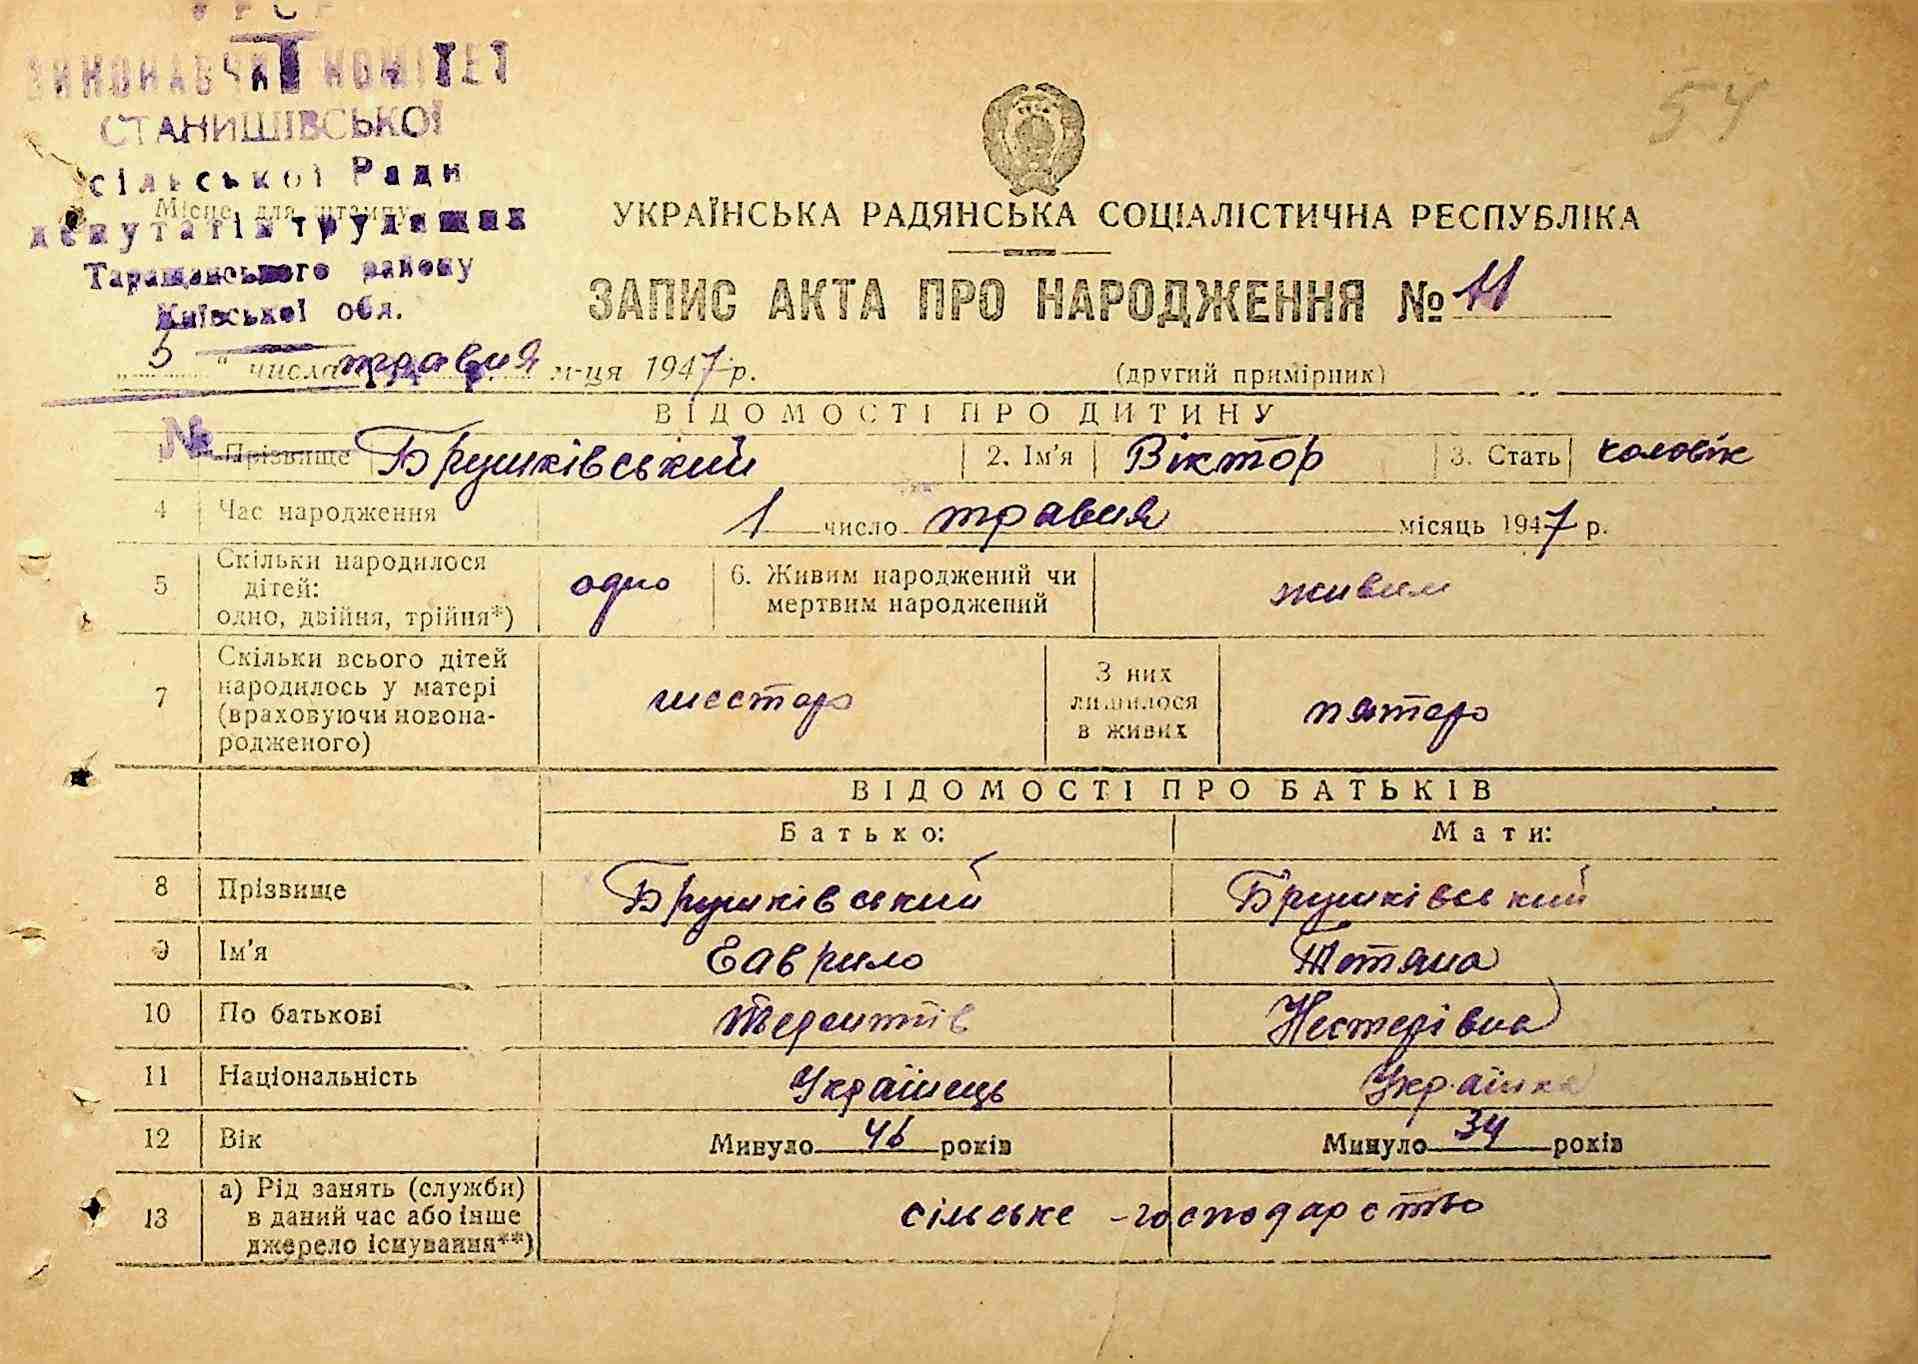 УРСР
ВИКОНАВЧИЙ КОМІТЕТ
СТАНИШІВСЬКОЇ
сільської Ради
Місце для штампу
депутатів трудящих
Таращанського району
Київської обл.
54
УКРАЇНСЬКА РАДЯНСЬКА СОЦІАЛІСТИЧНА РЕСПУБЛІКА
ЗАПИС АКТА ПРО НАРОДЖЕННЯ № 11
„ 5 “ числа травня м-ця 1947 р. (другий примірник)
ВІДОМОСТІ ПРО ДИТИНУ
№ Прізвище Брушківський 2. Ім'я Віктор 3. Стать чоловік
4 Час народження 1 число травня місяць 1947 р.
5 Скільки народилося дітей: одно, двійня, трійня*) одно 6. Живим народжений чи мертвим народжений живим
7 Скільки всього дітей народилось у матері (враховуючи новонародженого) шестеро З них лишилося в живих пятеро
ВІДОМОСТІ ПРО БАТЬКІВ
Батько: Мати:
8 Прізвище Брушківський Брушківський
9 Ім'я Гаврило Тетяна
10 По батькові Терентів Нестерівна
11 Національність Українець Українка
12 Вік Минуло 46 років Минуло 34 років
13 а) Рід занять (служби)
в даний час або інше
джерело існування**) сільське-господарство